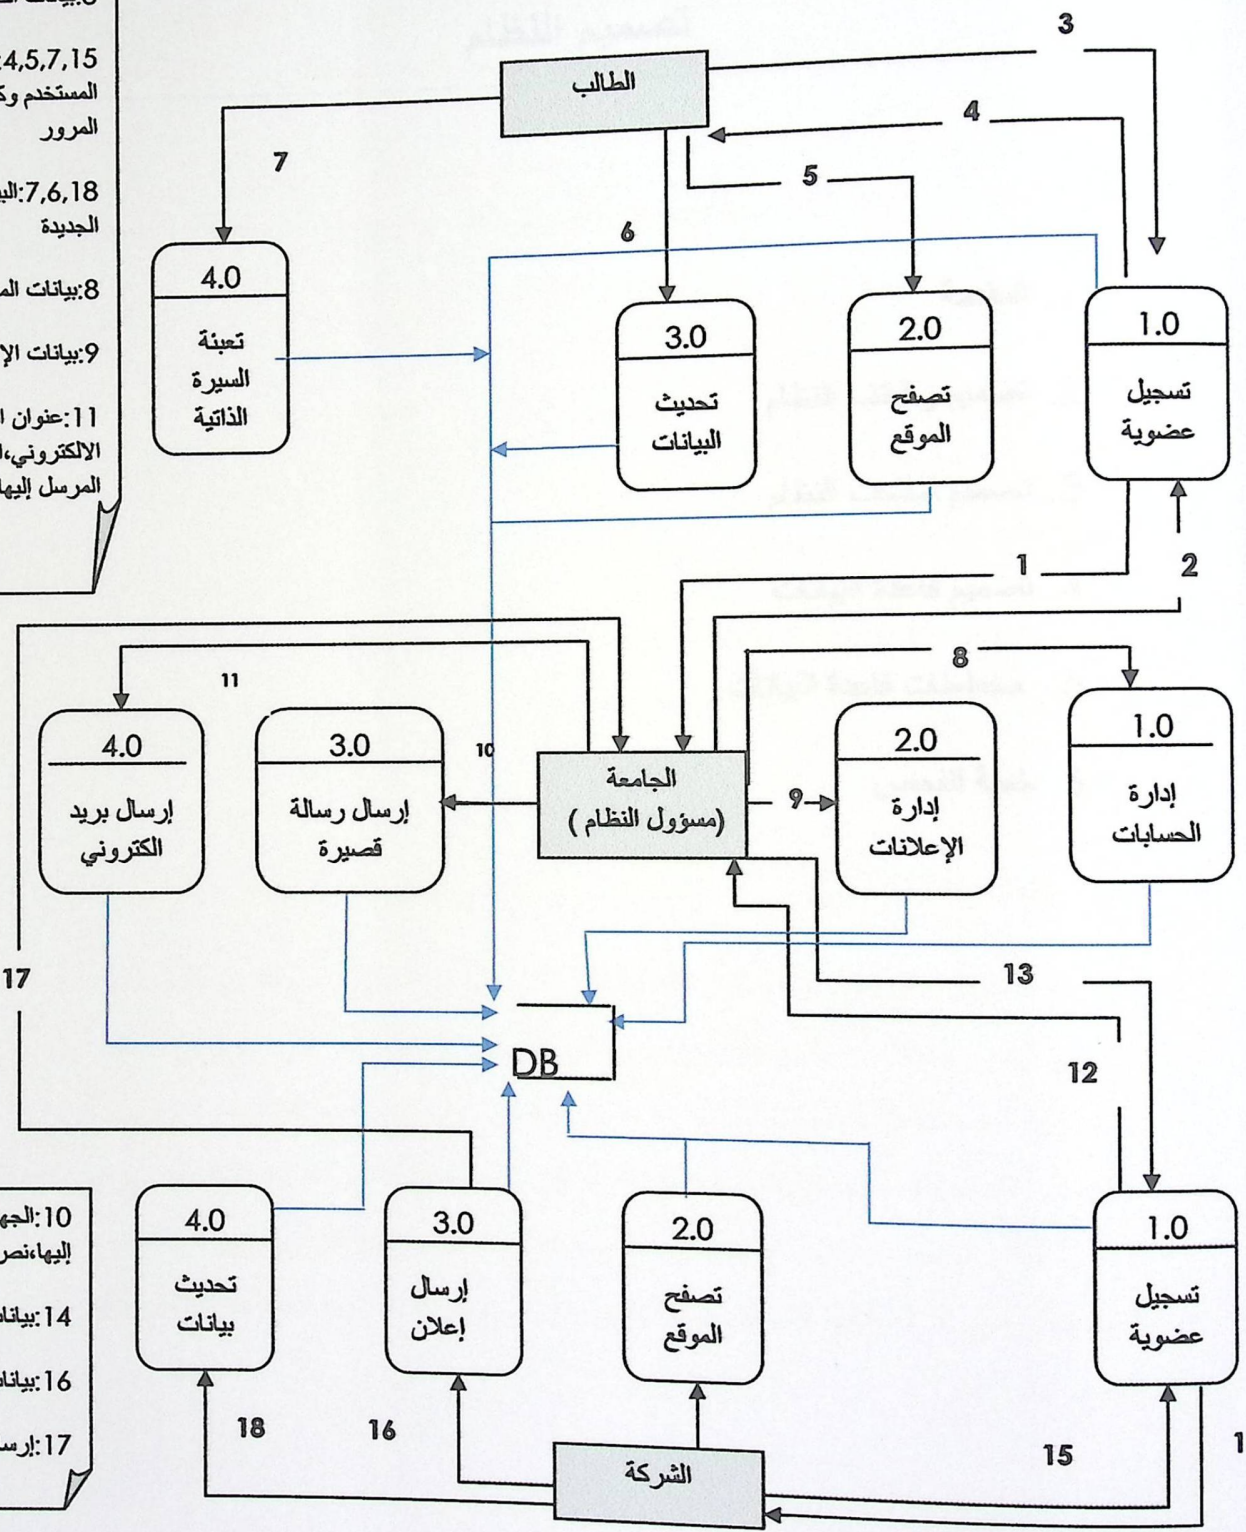 3
الطالب
4
7
5
6
4,5,7,15
المستخدم
المرور
7,6,18
الجديدة
8:بيانات
9:بيانات
11:عنوان
الالكتروني،
المرسل إليها
4.0
تعبئة
السيرة
الذاتية
3.0
تحديث
البيانات
2.0
تصفح
الموقع
1.0
تسجيل
عضوية
1
2
8
11
10
9
4.0
إرسال بريد
الكتروني
3.0
إرسال رسالة
قصيرة
الجامعة
(مسؤول النظام )
2.0
إدارة
الإعلانات
1.0
إدارة
الحسابات
17
13
12
DB
10:
إليها،نص
14:
16:
17:
4.0
تحديث
بيانات
3.0
إرسال
إعلان
2.0
تصفح
الموقع
1.0
تسجيل
عضوية
18
16
15
1
الشركة